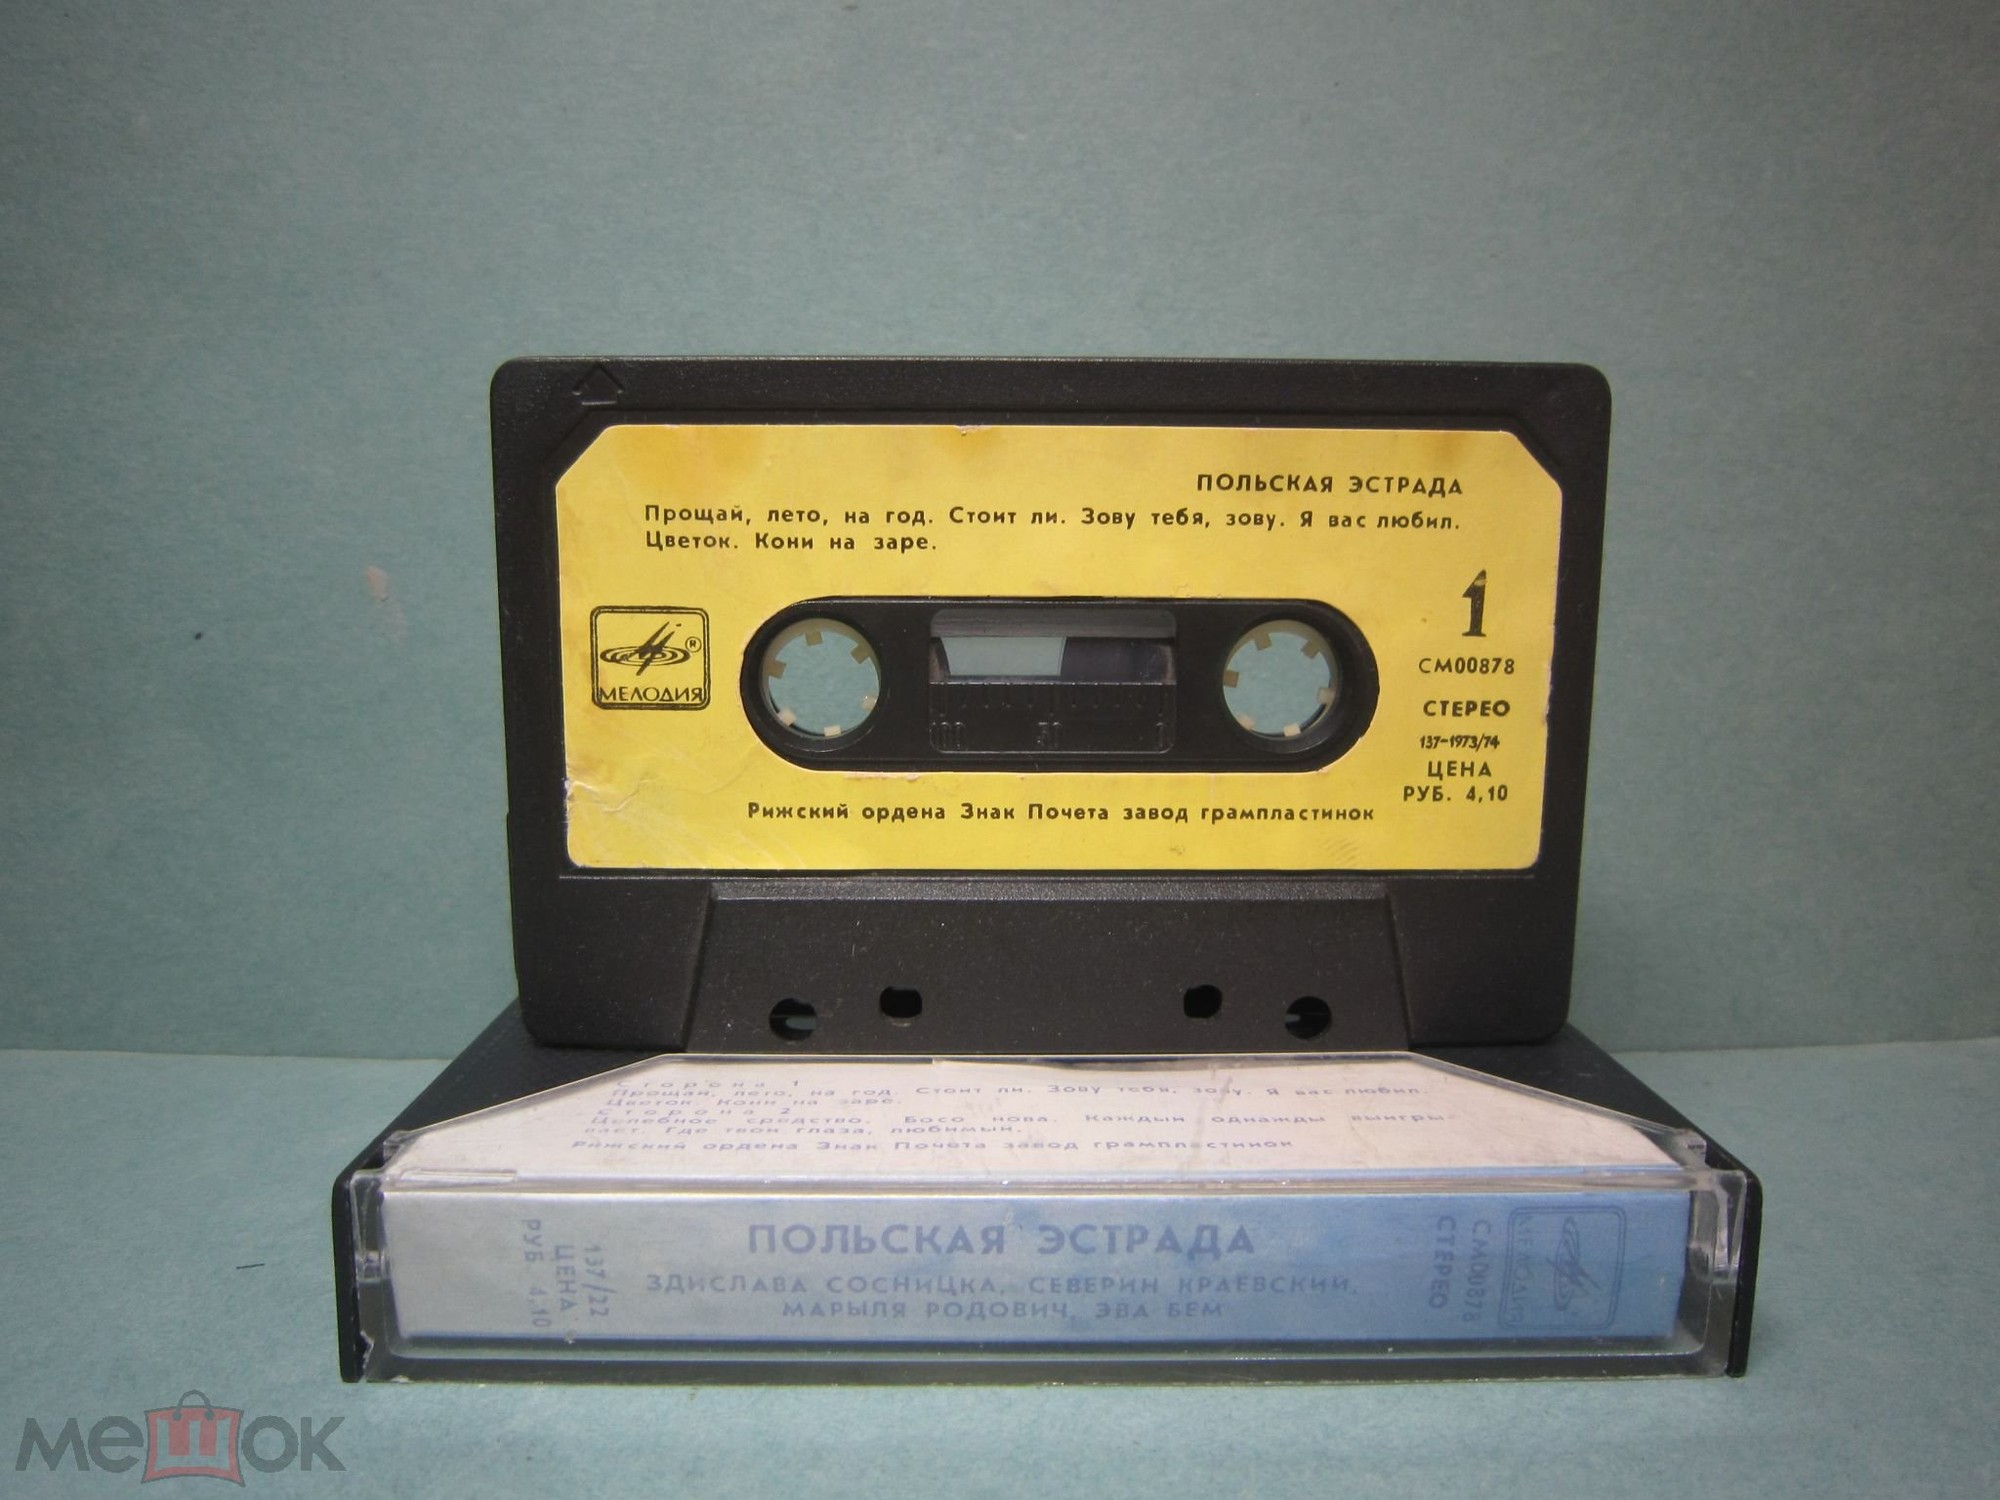 ПОЛЬСКАЯ ЭСТРАДА
Прощай, лето, на год. Стоит ли. Зову тебя, зову. Я вас любил.
Цветок. Кони на заре.
МЕЛОДИЯ
®
1
СМ00878
СТЕРЕО
137-1973/74
ЦЕНА
РУБ. 4,10
100 50
Рижский ордена Знак Почета завод грампластинок
Сторона 1
Прощай, лето, на год. Стоит ли. Зову тебя, зову. Я вас любил.
Цветок. Кони на заре.
Сторона 2
Целебное средство. Босо нова. Каждый однажды выигры-
вает. Где твои глаза, любимый.
Рижский ордена Знак Почета завод грампластинок
137/22
ЦЕНА
РУБ 4.10
ПОЛЬСКАЯ ЭСТРАДА
ЗДИСЛАВА СОСНИЦКА, СЕВЕРИН КРАЕВСКИЙ,
МАРЫЛЯ РОДОВИЧ, ЭВА БЕМ
СМ00878
СТЕРЕО
МЕЛОДИЯ
мешок